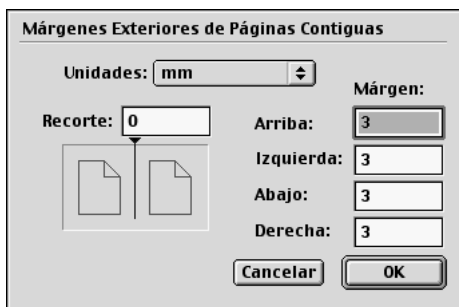 Márgenes Exteriores de Páginas Contiguas
Unidades: mm
Márgen:
Recorte: 0
Arriba: 3
Izquierda: 3
Abajo: 3
Derecha: 3
Cancelar OK